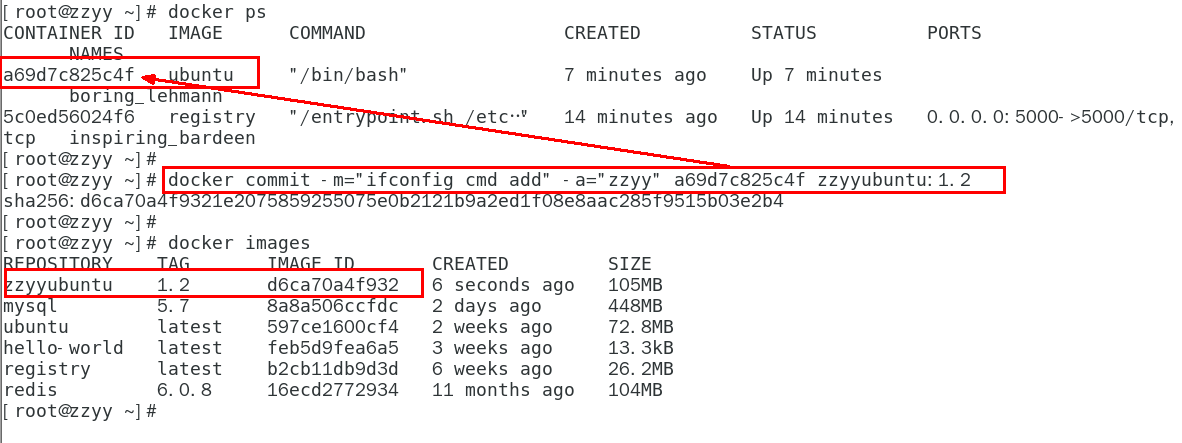 [root@zzyy ~]# docker ps
CONTAINER ID   IMAGE      COMMAND                  CREATED          STATUS          PORTS
      NAMES
a69d7c825c4f   ubuntu     "/bin/bash"              7 minutes ago    Up 7 minutes
      boring_lehmann
5c0ed56024f6   registry   "/entrypoint.sh /etc…"   14 minutes ago   Up 14 minutes   0.0.0.0:5000->5000/tcp,
tcp   inspiring_bardeen
[root@zzyy ~]#
[root@zzyy ~]# docker commit -m="ifconfig cmd add" -a="zzyy" a69d7c825c4f zzyyubuntu:1.2
sha256:d6ca70a4f9321e2075859255075e0b2121b9a2ed1f08e8aac285f9515b03e2b4
[root@zzyy ~]#
[root@zzyy ~]# docker images
REPOSITORY    TAG       IMAGE ID       CREATED         SIZE
zzyyubuntu    1.2       d6ca70a4f932   6 seconds ago   105MB
mysql         5.7       8a8a506ccfdc   2 days ago      448MB
ubuntu        latest    597ce1600cf4   2 weeks ago     72.8MB
hello-world   latest    feb5d9fea6a5   3 weeks ago     13.3kB
registry      latest    b2cb11db9d3d   6 weeks ago     26.2MB
redis         6.0.8     16ecd2772934   11 months ago   104MB
[root@zzyy ~]#